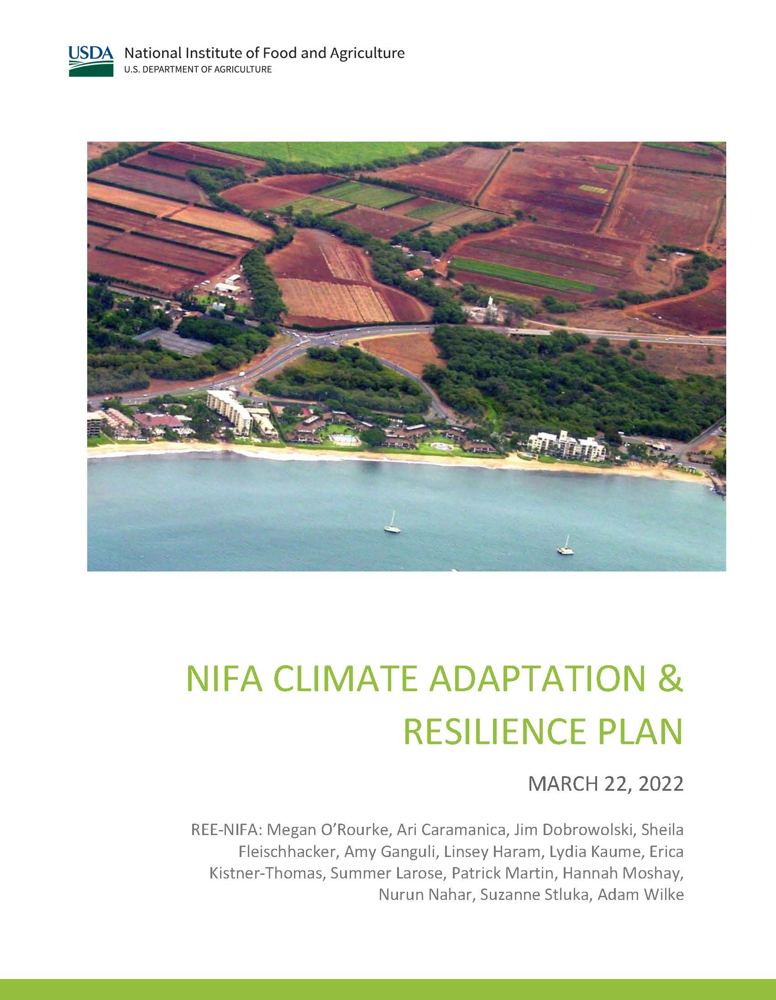 USDA National Institute of Food and Agriculture
U.S. DEPARTMENT OF AGRICULTURE
NIFA CLIMATE ADAPTATION &
RESILIENCE PLAN
MARCH 22, 2022
REE-NIFA: Megan O’Rourke, Ari Caramanica, Jim Dobrowolski, Sheila
Fleischhacker, Amy Ganguli, Linsey Haram, Lydia Kaume, Erica
Kistner-Thomas, Summer Larose, Patrick Martin, Hannah Moshay,
Nurun Nahar, Suzanne Stluka, Adam Wilke